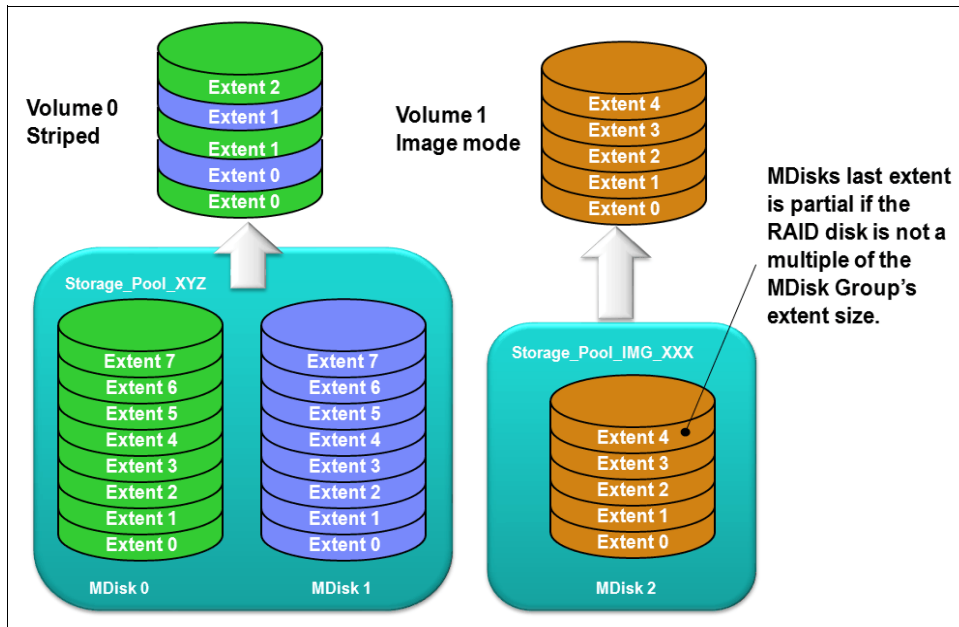 Volume 0
Striped
Extent 2
Extent 1
Extent 1
Extent 0
Extent 0
Volume 1
Image mode
Extent 4
Extent 3
Extent 2
Extent 1
Extent 0
MDisks last extent
is partial if the
RAID disk is not a
multiple of the
MDisk Group's
extent size.
Storage_Pool_XYZ
Extent 7
Extent 6
Extent 5
Extent 4
Extent 3
Extent 2
Extent 1
Extent 0
MDisk 0
Extent 7
Extent 6
Extent 5
Extent 4
Extent 3
Extent 2
Extent 1
Extent 0
MDisk 1
Storage_Pool_IMG_XXX
Extent 4
Extent 3
Extent 2
Extent 1
Extent 0
MDisk 2